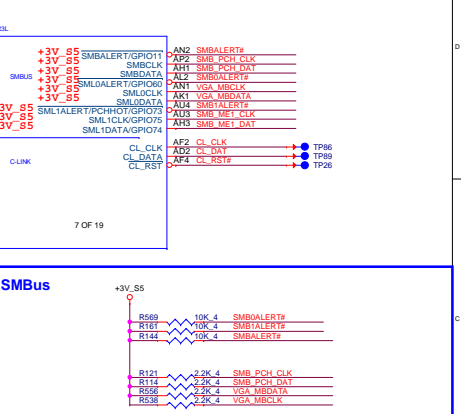 +3V_S5 SMBALERT/GPIO11 AN2 SMBALERT#
+3V_S5 SMBCLK AP2 SMB_PCH_CLK
+3V_S5 SMBDATA AH1 SMB_PCH_DAT
SMBUS +3V_S5 SML0ALERT/GPIO60 AL2 SMB0ALERT#
+3V_S5 SML0CLK AN1 VGA_MBCLK
+3V_S5 SML0DATA AK1 VGA_MBDATA
+3V_S5 SML1ALERT/PCHHOT/GPIO73 AU4 SMB1ALERT#
+3V_S5 SML1CLK/GPIO75 AU3 SMB_ME1_CLK
+3V_S5 SML1DATA/GPIO74 AH3 SMB_ME1_DAT
CL_CLK AF2 CL_CLK TP86
C-LINK CL_DATA AD2 CL_DAT TP89
CL_RST AF4 CL_RST# TP26
7 OF 19
D
SMBus
+3V_S5
R569 10K_4 SMB0ALERT#
R161 10K_4 SMB1ALERT#
R144 10K_4 SMBALERT#
C
R121 2.2K_4 SMB_PCH_CLK
R114 2.2K_4 SMB_PCH_DAT
R556 2.2K_4 VGA_MBDATA
R538 2.2K_4 VGA_MBCLK